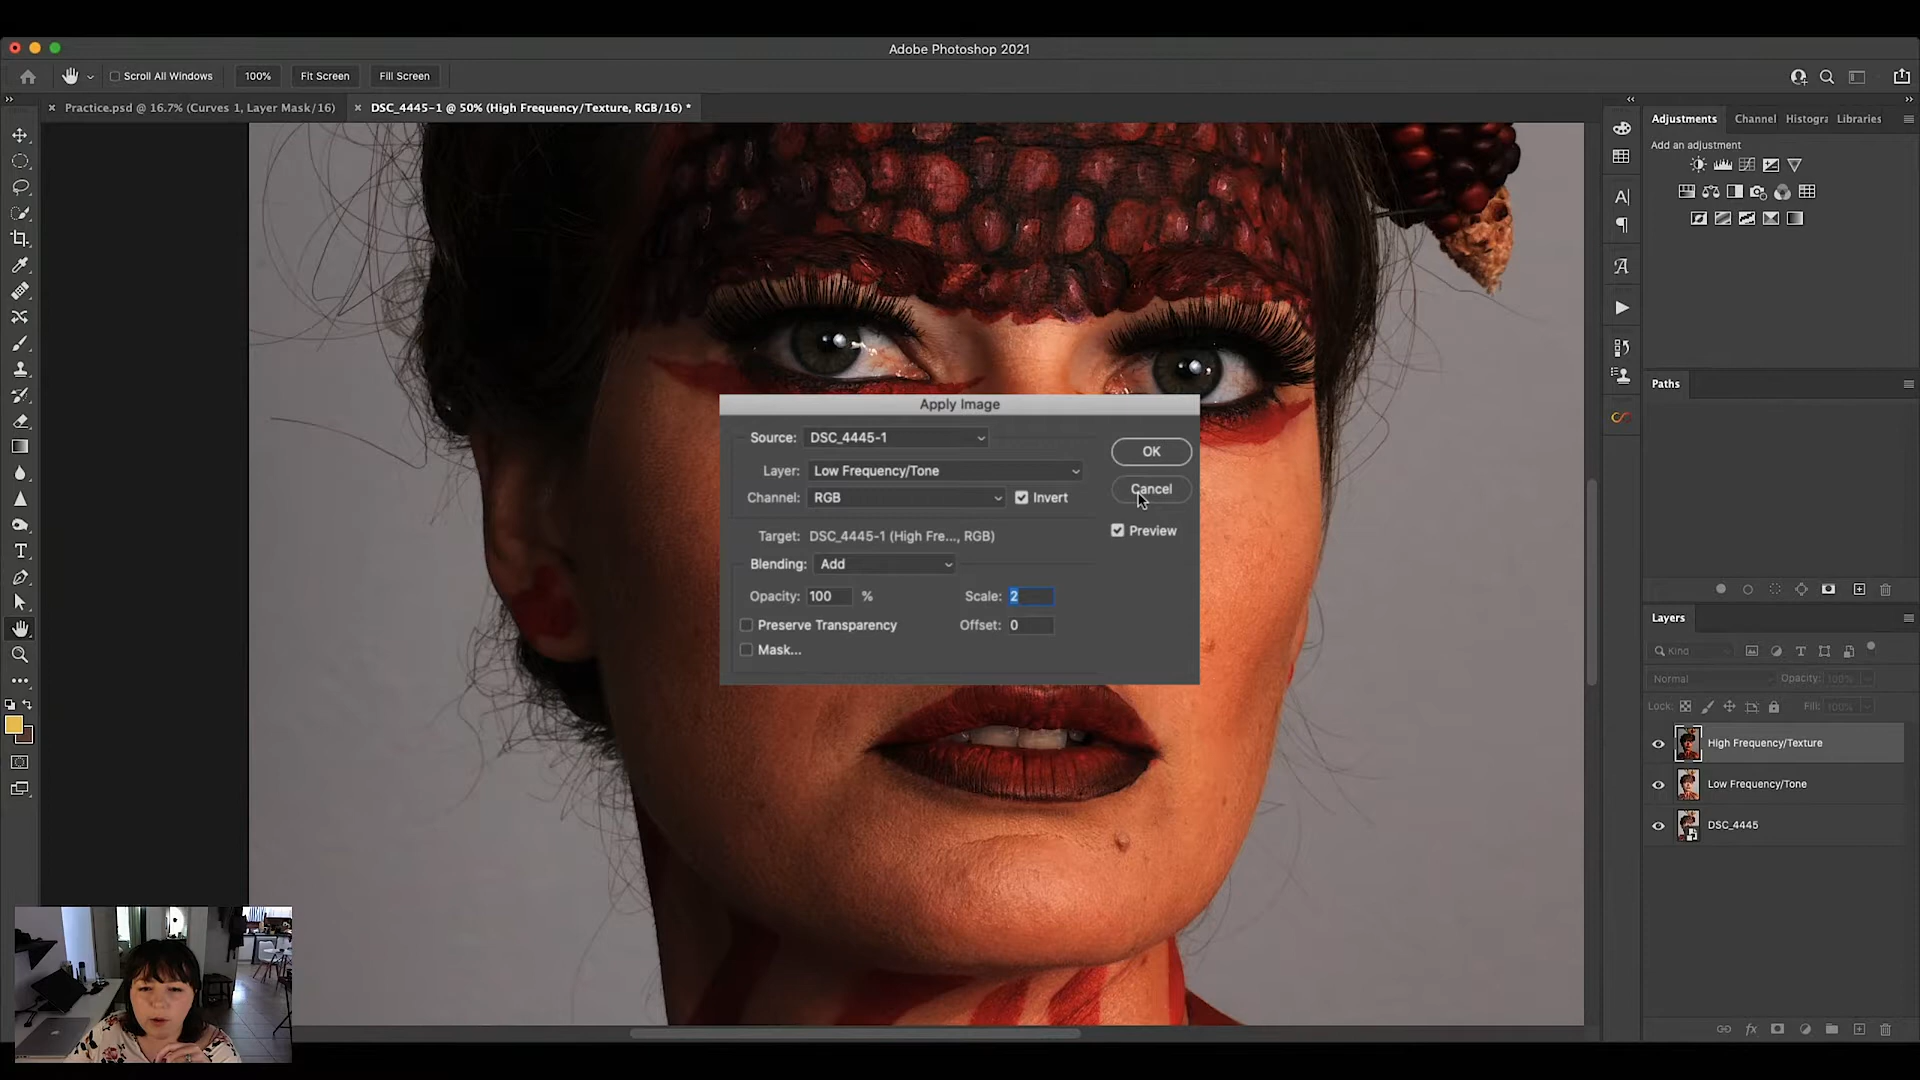 Adobe Photoshop 2021
Scroll All Windows 100% Fit Screen Fill Screen
Practice.psd @ 16.7% (Curves 1, Layer Mask/16) DSC_4445-1 @ 50% (High Frequency/Texture, RGB/16) *
Adjustments Channel Histogra Libraries
Add an adjustment
Paths
Apply Image
Source: DSC_4445-1
OK
Layer: Low Frequency/Tone
Cancel
Channel: RGB Invert
Preview
Target: DSC_4445-1 (High Fre..., RGB)
Blending: Add
Opacity: 100 % Scale: 2
Preserve Transparency Offset: 0
Mask...
Layers
Kind
Normal Opacity: 100%
Lock: Fill: 100%
High Frequency/Texture
Low Frequency/Tone
DSC_4445